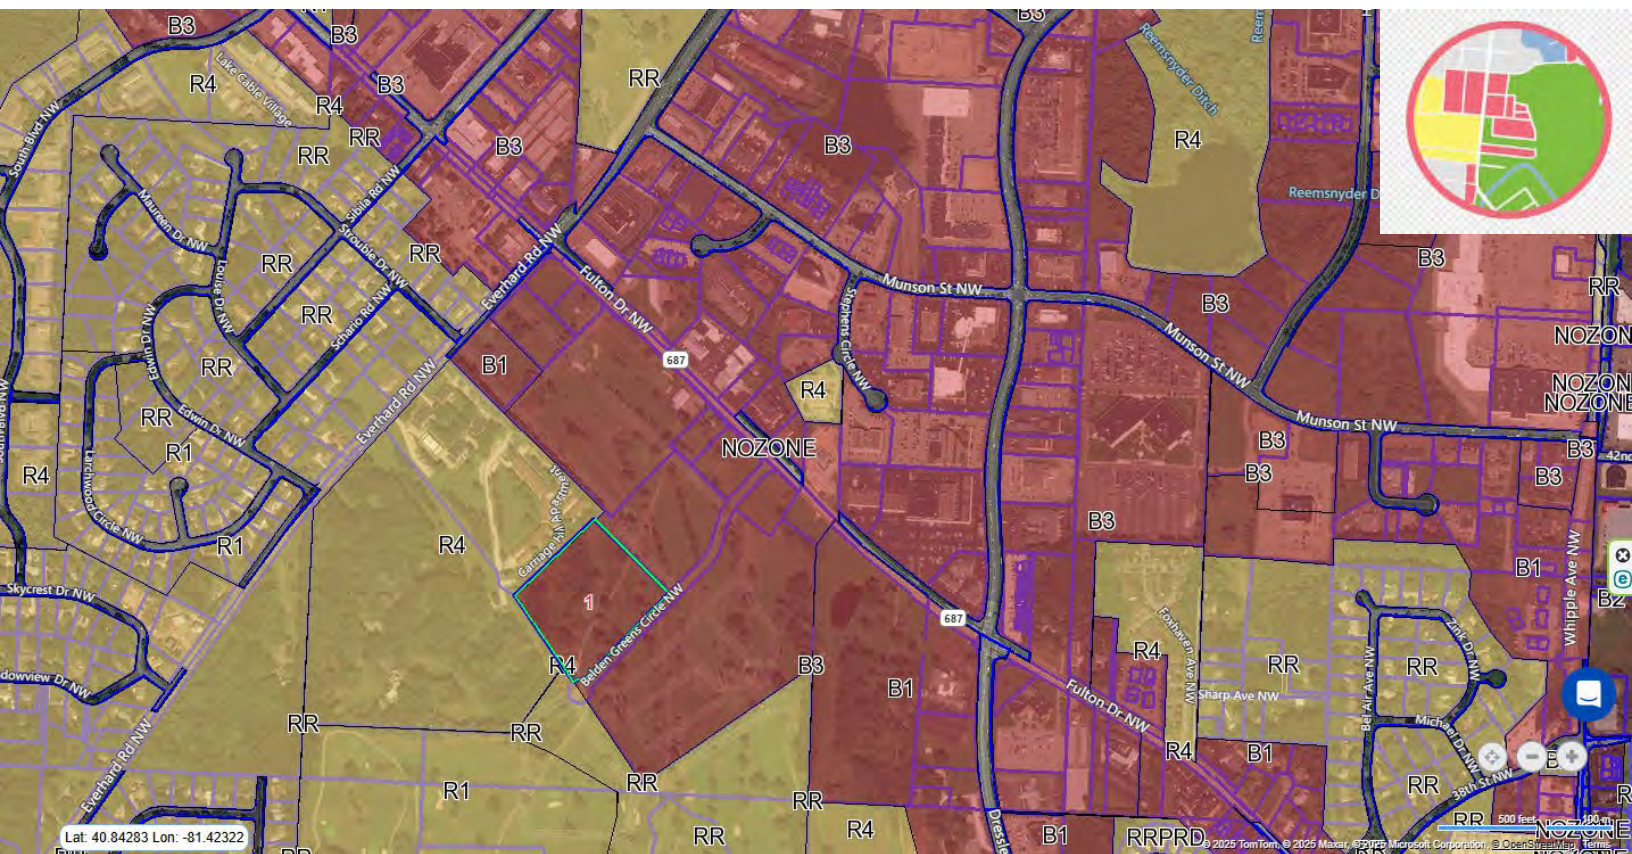 B3
B3
B3
RR
Reemsnyder Ditch
R4
Lake Cable Village
B3
R4
RR
RR
B3
B3
R4
South Blvd NW
Maureen Dr NW
Sibila Rd NW
Strouble Dr NW
RR
RR
Louise Dr NW
Everhard Rd NW
Fulton Dr NW
Munson St NW
Stephens Circle NW
B3
B3
RR
Reemsnyder D
RR
Schario Rd NW
Edwin Dr NW
687
B1
RR
R4
Munson St NW
NOZON
NOZON
NOZONE
RR
R1
Edwin Dr NW
Everhard Rd NW
NOZONE
Munson St NW
B3
B3
B3
B3
42nd
R4
Larchwood Circle NW
R1
R4
Carriage Hill Apartment
B3
B1
Whipple Ave NW
B2
Skycrest Dr NW
1
687
Belden Greens Circle NW
R4
B3
B1
R4
Foxhaven Ave NW
RR
RR
Zink Dr NW
Sharp Ave NW
Bel Air Ave NW
Michael Dr NW
dowview Dr NW
RR
RR
Fulton Dr NW
R4
B1
Everhard Rd NW
R1
RR
RR
RR
38th St NW
RR
R4
Dressle
B1
RRPRD
RR
NOZONE
500 feet
100 m
Lat: 40.84283 Lon: -81.42322
© 2025 TomTom, © 2025 Maxar, © 2025 Microsoft Corporation, © OpenStreetMap Terms